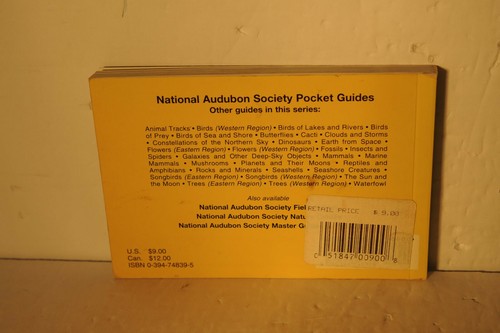 National Audubon Society Pocket Guides
Other guides in this series:
Animal Tracks • Birds (Western Region) • Birds of Lakes and Rivers • Birds
of Prey • Birds of Sea and Shore • Butterflies • Cacti • Clouds and Storms
• Constellations of the Northern Sky • Dinosaurs • Earth from Space •
Flowers (Eastern Region) • Flowers (Western Region) • Fossils • Insects and
Spiders • Galaxies and Other Deep-Sky Objects • Mammals • Marine
Mammals • Mushrooms • Planets and Their Moons • Reptiles and
Amphibians • Rocks and Minerals • Seashells • Seashore Creatures •
Songbirds (Eastern Region) • Songbirds (Western Region) • The Sun and
the Moon • Trees (Eastern Region) • Trees (Western Region) • Waterfowl
Also available
National Audubon Society Fiel
National Audubon Society Natu
National Audubon Society Master G
RETAIL PRICE $ 9.00
51847 00900 8
U.S. $9.00
Can. $12.00
ISBN 0-394-74839-5